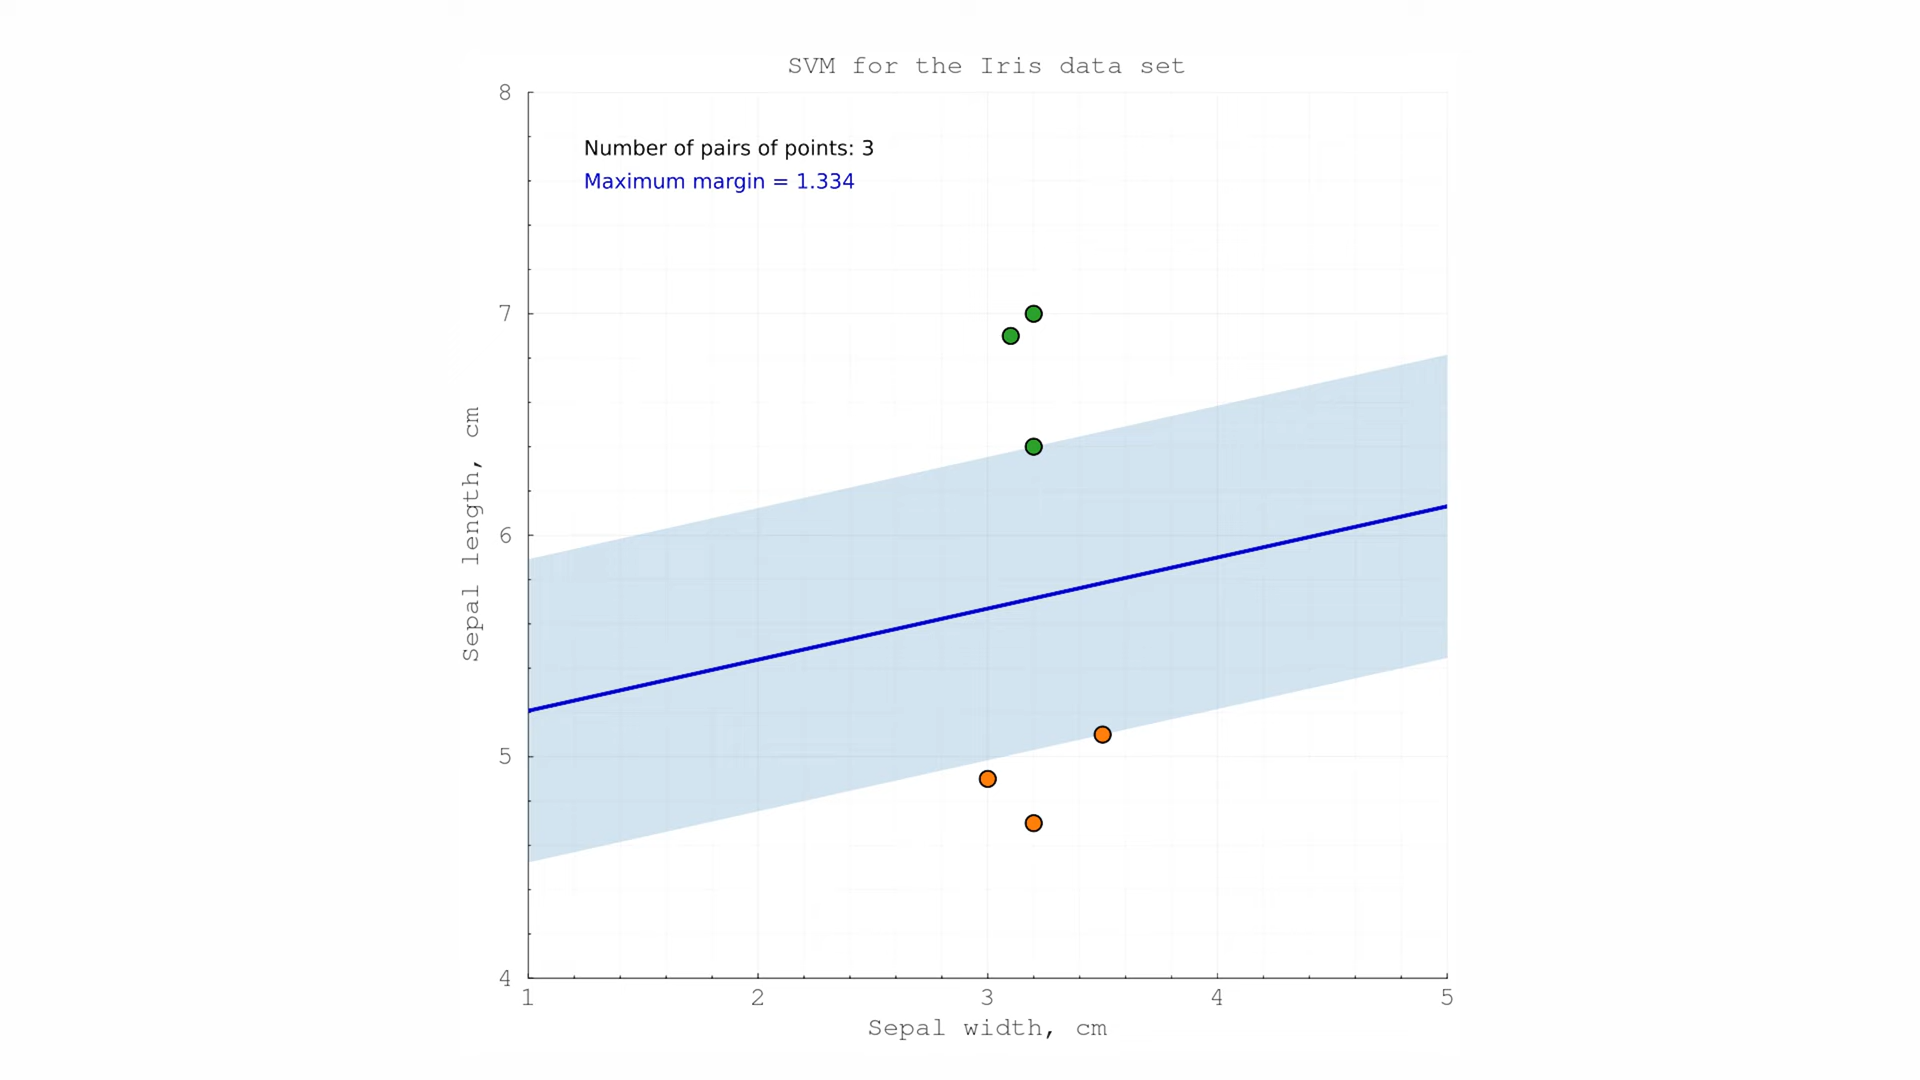 SVM for the Iris data set
8
Number of pairs of points: 3
Maximum margin = 1.334
7
6
5
4
Sepal length, cm
1 2 3 4 5
Sepal width, cm